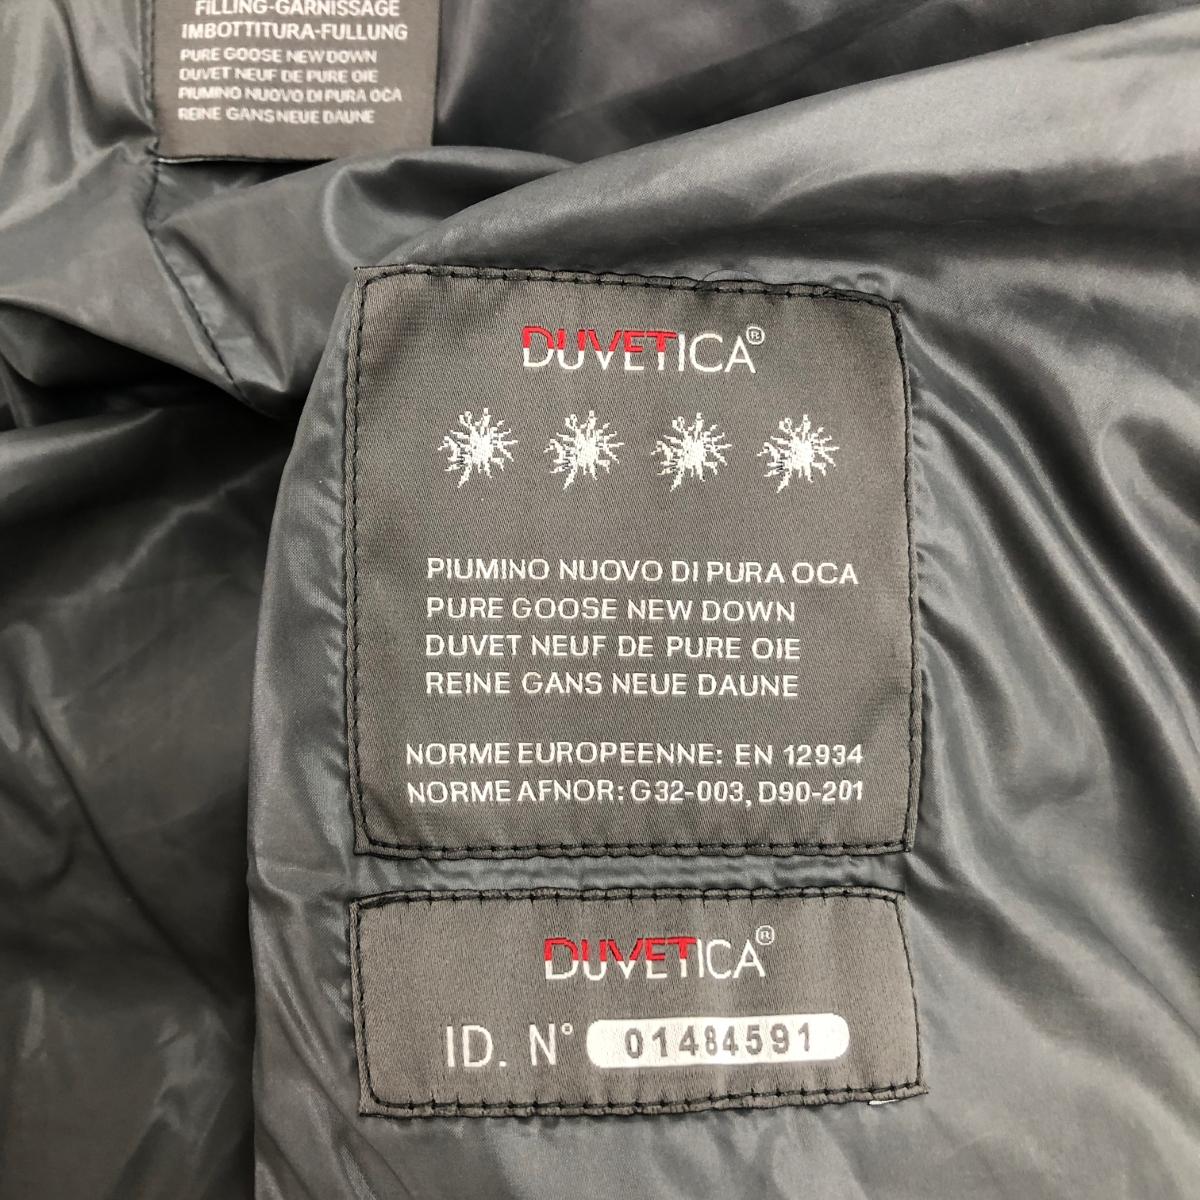 FILLING-GARNISSAGE
IMBOTTITURA-FULLUNG
PURE GOOSE NEW DOWN
DUVET NEUF DE PURE OIE
PIUMINO NUOVO DI PURA OCA
REINE GANS NEUE DAUNE
DUVETICA®
PIUMINO NUOVO DI PURA OCA
PURE GOOSE NEW DOWN
DUVET NEUF DE PURE OIE
REINE GANS NEUE DAUNE
NORME EUROPEENNE: EN 12934
NORME AFNOR: G32-003, D90-201
DUVETICA®
ID. N° 01484591